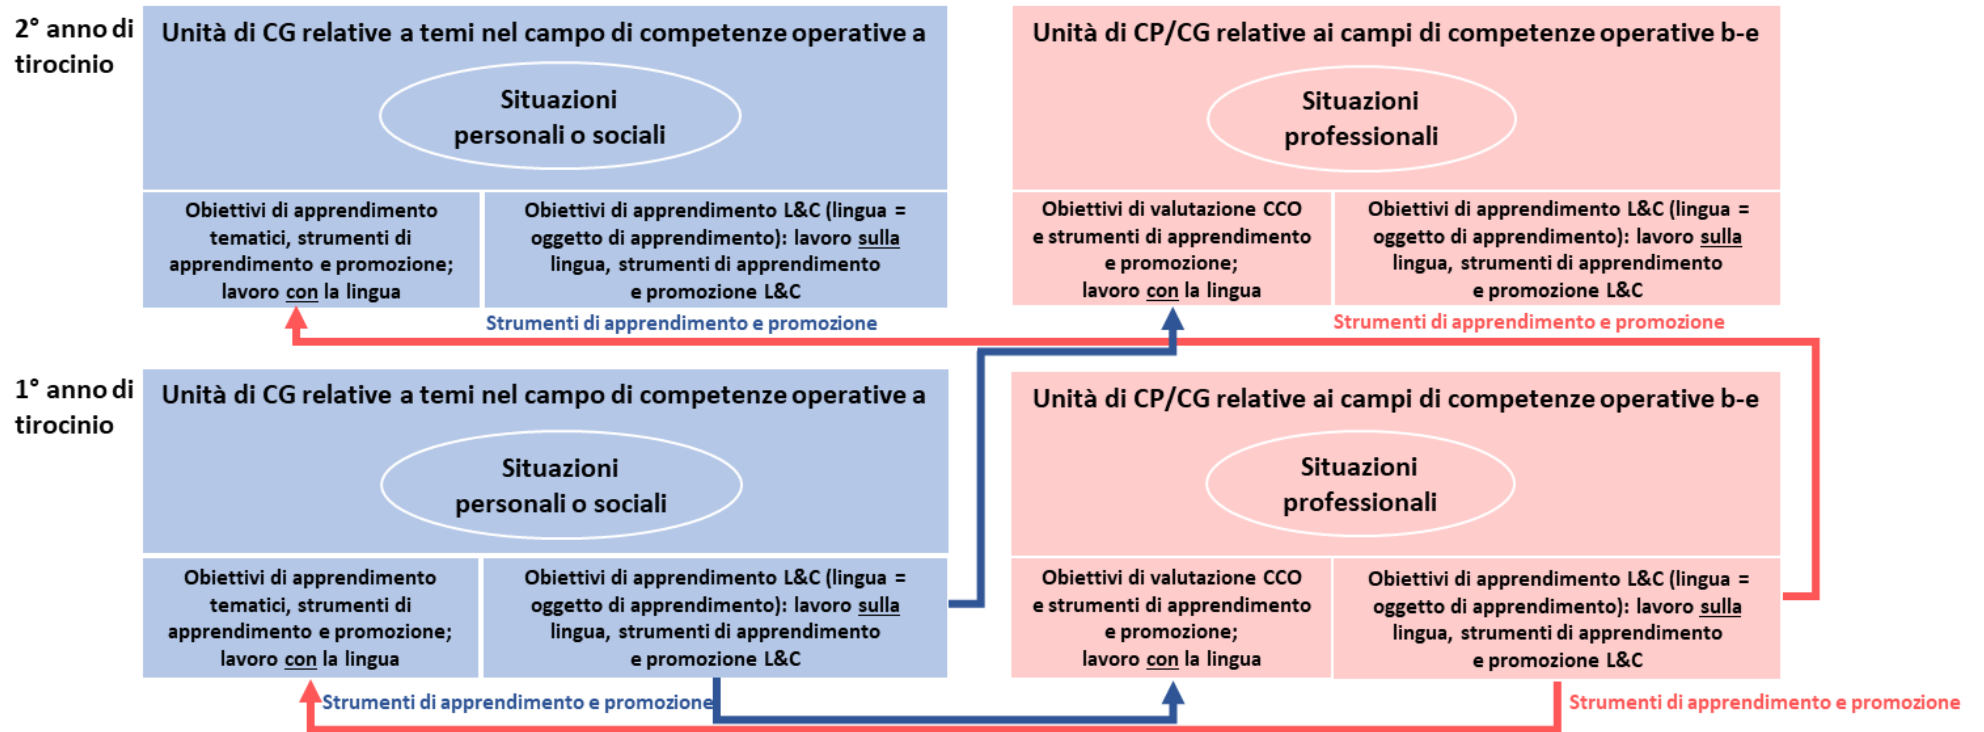 2° anno di
tirocinio
Unità di CG relative a temi nel campo di competenze operative a
Situazioni
personali o sociali
Obiettivi di apprendimento
tematici, strumenti di
apprendimento e promozione;
lavoro con la lingua
Obiettivi di apprendimento L&C (lingua =
oggetto di apprendimento): lavoro sulla
lingua, strumenti di apprendimento
e promozione L&C
Unità di CP/CG relative ai campi di competenze operative b-e
Situazioni
professionali
Obiettivi di valutazione CCO
e strumenti di apprendimento
e promozione;
lavoro con la lingua
Obiettivi di apprendimento L&C (lingua =
oggetto di apprendimento): lavoro sulla
lingua, strumenti di apprendimento
e promozione L&C
Strumenti di apprendimento e promozione
Strumenti di apprendimento e promozione
1° anno di
tirocinio
Unità di CG relative a temi nel campo di competenze operative a
Situazioni
personali o sociali
Obiettivi di apprendimento
tematici, strumenti di
apprendimento e promozione;
lavoro con la lingua
Obiettivi di apprendimento L&C (lingua =
oggetto di apprendimento): lavoro sulla
lingua, strumenti di apprendimento
e promozione L&C
Unità di CP/CG relative ai campi di competenze operative b-e
Situazioni
professionali
Obiettivi di valutazione CCO
e strumenti di apprendimento
e promozione;
lavoro con la lingua
Obiettivi di apprendimento L&C (lingua =
oggetto di apprendimento): lavoro sulla
lingua, strumenti di apprendimento
e promozione L&C
Strumenti di apprendimento e promozione
Strumenti di apprendimento e promozione